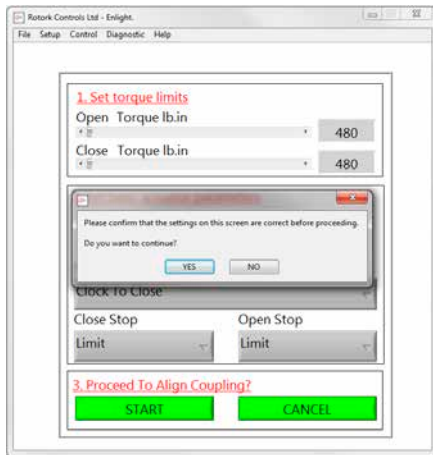 Rotork Controls Ltd - Enlight.
File Setup Control Diagnostic Help
1. Set torque limits
Open Torque lb.in
480
Close Torque lb.in
480
Please confirm that the settings on this screen are correct before proceeding.
Do you want to continue?
YES NO
Clock To Close
Close Stop Open Stop
Limit Limit
3. Proceed To Align Coupling?
START CANCEL